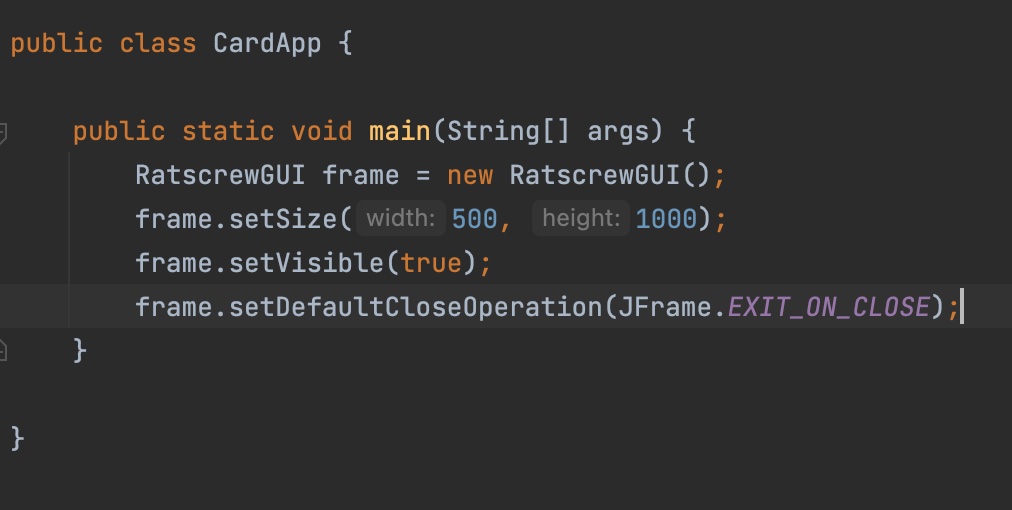 public class CardApp {
public static void main(String[] args) {
RatscrewGUI frame = new RatscrewGUI();
frame.setSize( width: 500, height: 1000);
frame.setVisible(true);
frame.setDefaultCloseOperation(JFrame.EXIT_ON_CLOSE);
}
}